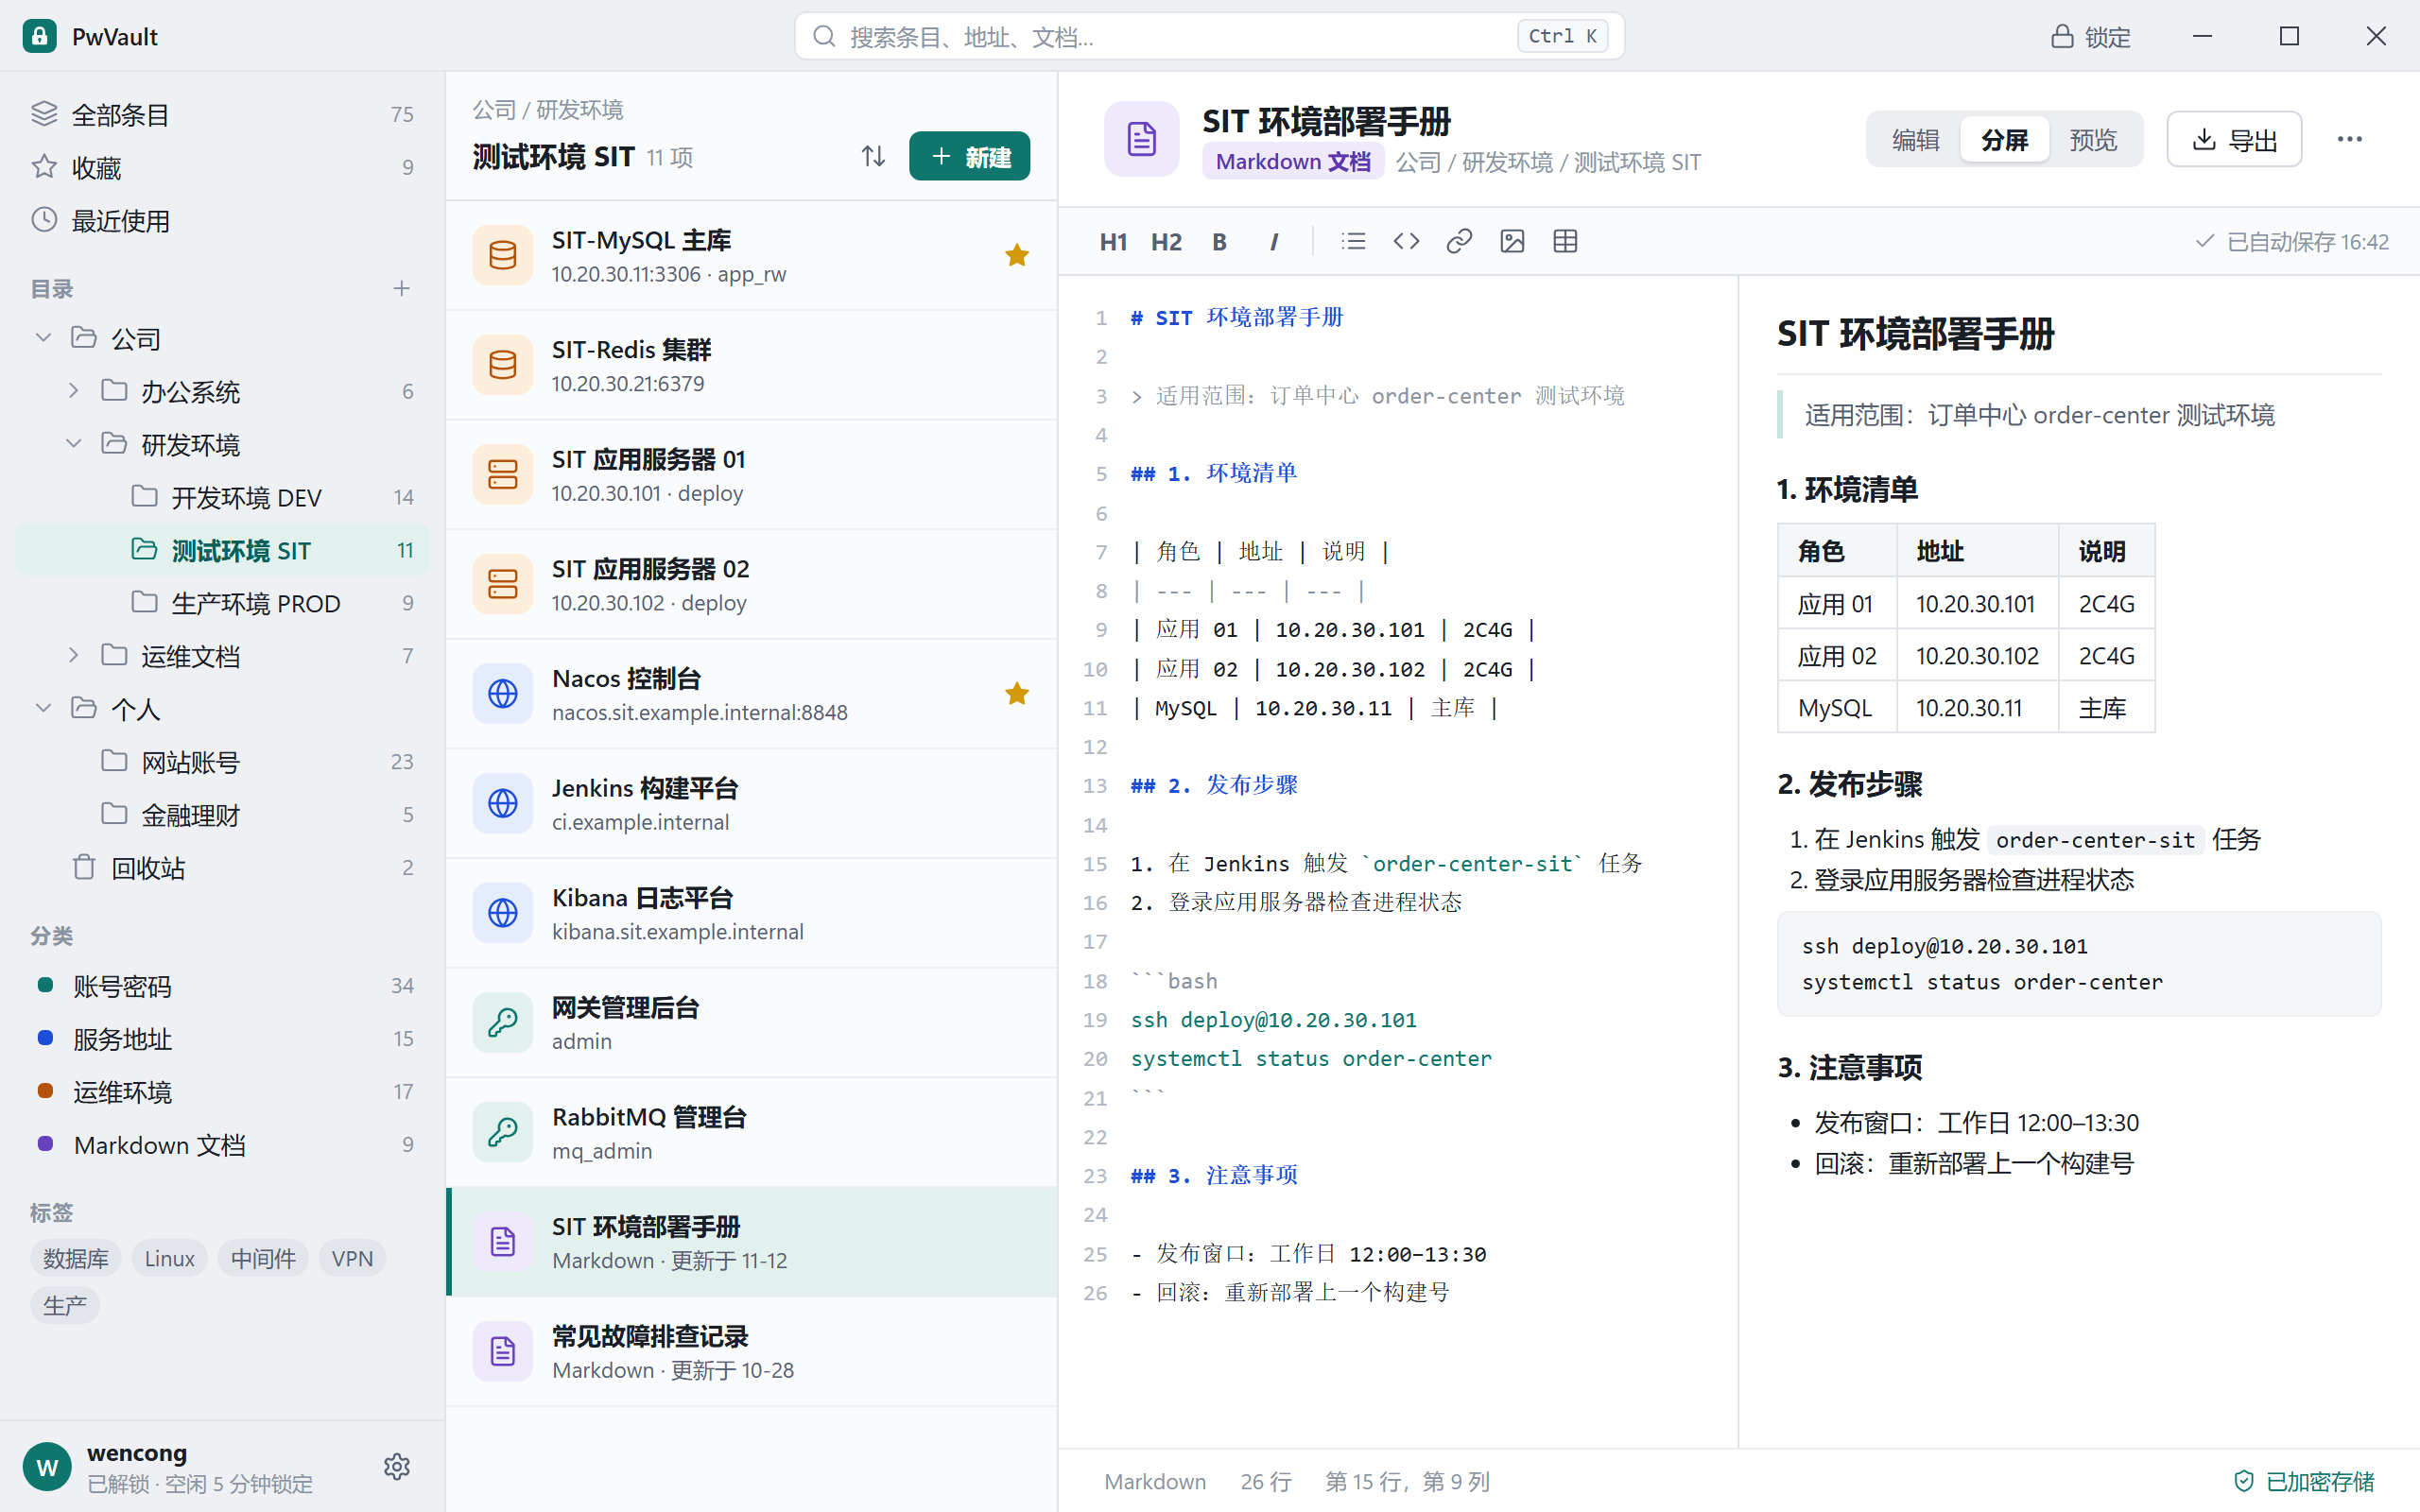 PwVault
搜索条目、地址、文档...
Ctrl K
锁定
全部条目 75
收藏 9
最近使用
目录
公司
办公系统 6
研发环境
开发环境 DEV 14
测试环境 SIT 11
生产环境 PROD 9
运维文档 7
个人
网站账号 23
金融理财 5
回收站 2
分类
账号密码 34
服务地址 15
运维环境 17
Markdown 文档 9
标签
数据库 Linux 中间件 VPN
生产
W
wencong
已解锁 · 空闲 5 分钟锁定
公司 / 研发环境
测试环境 SIT 11 项
新建
SIT-MySQL 主库
10.20.30.11:3306 · app_rw
SIT-Redis 集群
10.20.30.21:6379
SIT 应用服务器 01
10.20.30.101 · deploy
SIT 应用服务器 02
10.20.30.102 · deploy
Nacos 控制台
nacos.sit.example.internal:8848
Jenkins 构建平台
ci.example.internal
Kibana 日志平台
kibana.sit.example.internal
网关管理后台
admin
RabbitMQ 管理台
mq_admin
SIT 环境部署手册
Markdown · 更新于 11-12
常见故障排查记录
Markdown · 更新于 10-28
SIT 环境部署手册
Markdown 文档 公司 / 研发环境 / 测试环境 SIT
编辑 分屏 预览
导出
H1 H2 B I
已自动保存 16:42
1 # SIT 环境部署手册
2
3 > 适用范围：订单中心 order-center 测试环境
4
5 ## 1. 环境清单
6
7 | 角色 | 地址 | 说明 |
8 | --- | --- | --- |
9 | 应用 01 | 10.20.30.101 | 2C4G |
10 | 应用 02 | 10.20.30.102 | 2C4G |
11 | MySQL | 10.20.30.11 | 主库 |
12
13 ## 2. 发布步骤
14
15 1. 在 Jenkins 触发 `order-center-sit` 任务
16 2. 登录应用服务器检查进程状态
17
18 ```bash
19 ssh deploy@10.20.30.101
20 systemctl status order-center
21 ```
22
23 ## 3. 注意事项
24
25 - 发布窗口：工作日 12:00–13:30
26 - 回滚：重新部署上一个构建号
SIT 环境部署手册
适用范围：订单中心 order-center 测试环境
1. 环境清单
角色 地址 说明
应用 01 10.20.30.101 2C4G
应用 02 10.20.30.102 2C4G
MySQL 10.20.30.11 主库
2. 发布步骤
1. 在 Jenkins 触发 order-center-sit 任务
2. 登录应用服务器检查进程状态
ssh deploy@10.20.30.101
systemctl status order-center
3. 注意事项
• 发布窗口：工作日 12:00–13:30
• 回滚：重新部署上一个构建号
Markdown 26 行 第 15 行，第 9 列
已加密存储